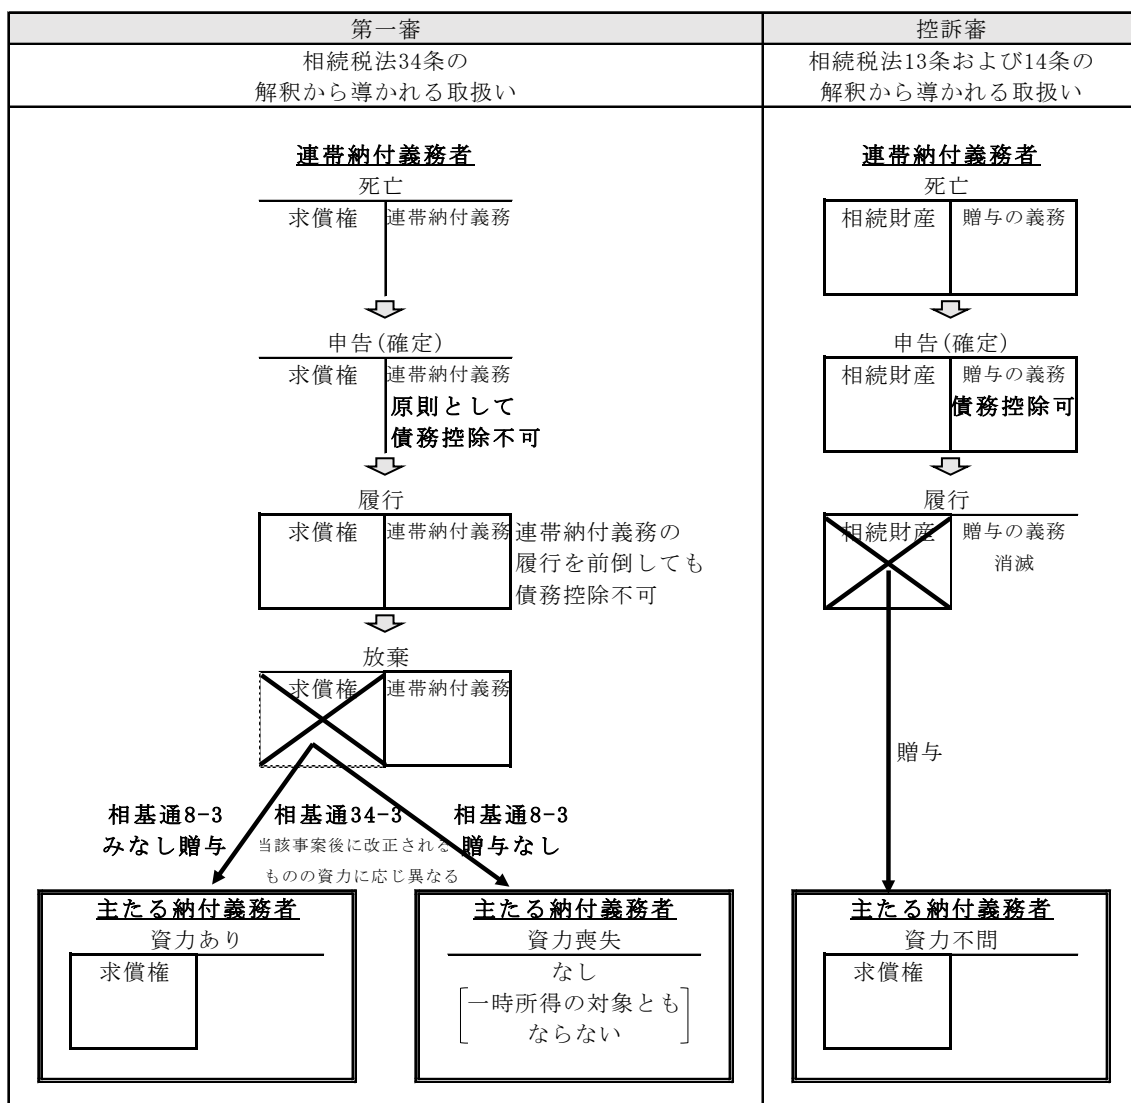 第一審
相続税法34条の
解釈から導かれる取扱い
連帯納付義務者
死亡
求償権 連帯納付義務
申告(確定)
求償権 連帯納付義務
原則として
債務控除不可
履行
求償権 連帯納付義務 連帯納付義務の
履行を前倒しても
債務控除不可
放棄
求償権 連帯納付義務
相基通8-3 相基通34-3 相基通8-3
みなし贈与 当該事案後に改正される 贈与なし
ものの資力に応じ異なる
主たる納付義務者
資力あり
求償権
主たる納付義務者
資力喪失
なし
一時所得の対象とも
ならない
控訴審
相続税法13条および14条の
解釈から導かれる取扱い
連帯納付義務者
死亡
相続財産 贈与の義務
申告(確定)
相続財産 贈与の義務
債務控除可
履行
相続財産 贈与の義務
消滅
贈与
主たる納付義務者
資力不問
求償権